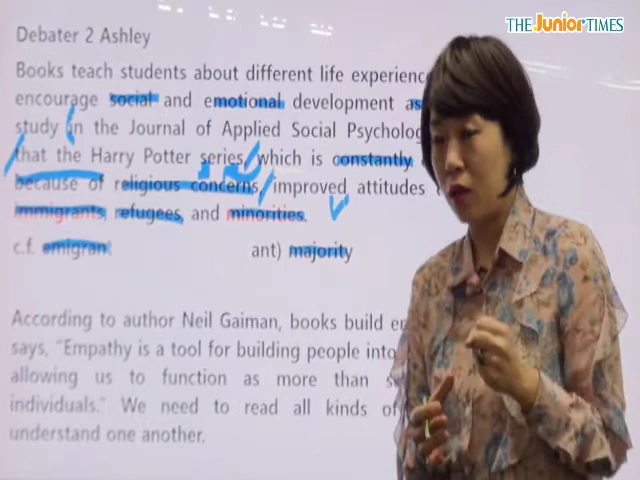 THE Junior TIMES
Debater 2 Ashley
Books teach students about different life
encourage social and emotional development
study in the Journal of Applied Social
that the Harry Potter series, which is constantly
because of religious concerns, improved attitudes
immigrants, refugees, and minorities.
c.f. emigrant ant) majority
According to author Neil Gaiman, books build
says, "Empathy is a tool for building people into
allowing us to function as more than
individuals." We need to read all kinds of
understand one another.